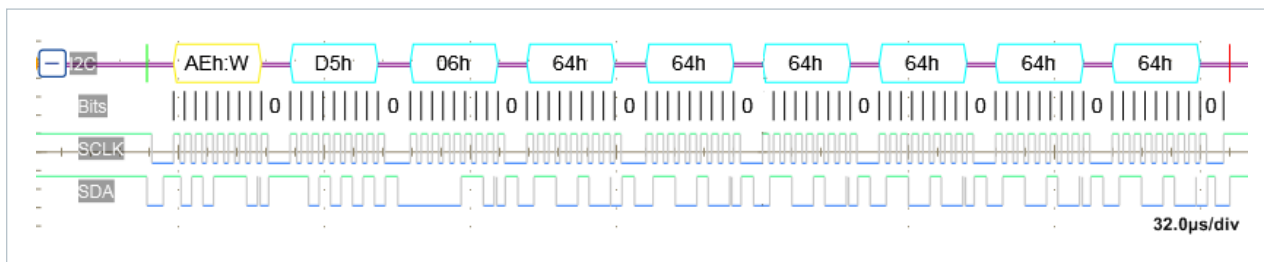 I2C AEh:W D5h 06h 64h 64h 64h 64h 64h 64h
Bits 0 0 0 0 0 0 0 0 0
SCLK
SDA
32.0µs/div